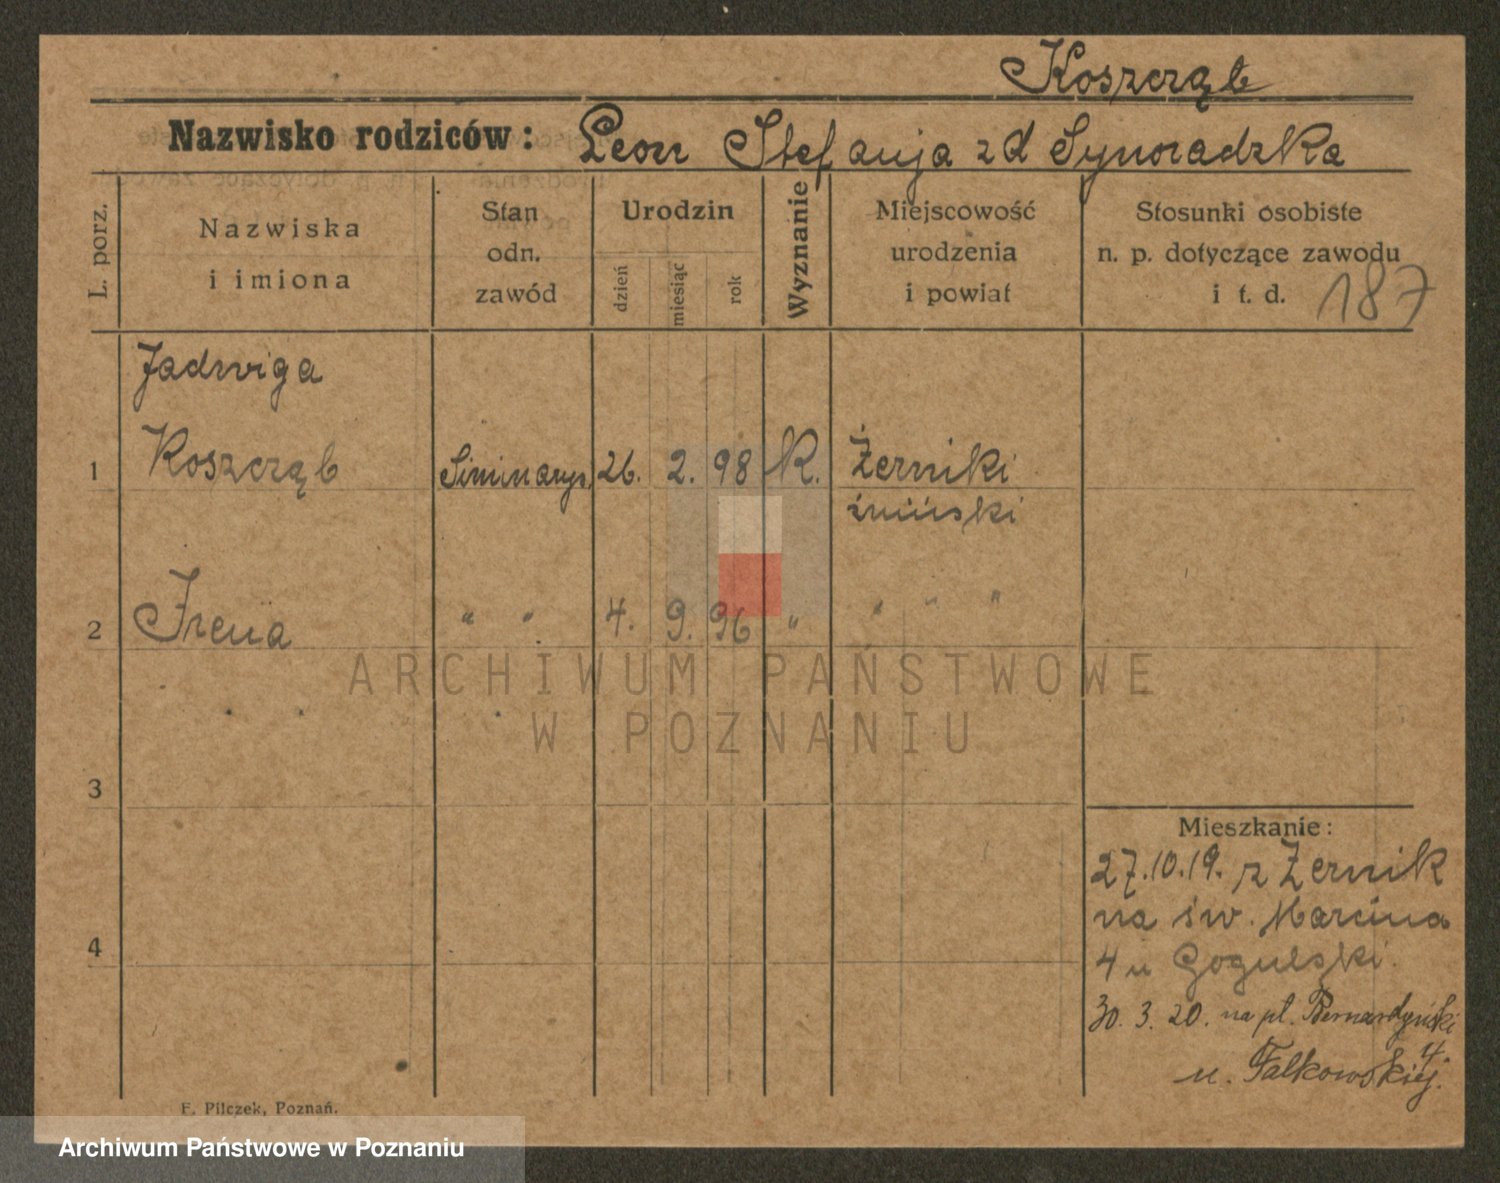 Koszcząb
Nazwisko rodziców: Leon Stefanja z d Synoradzka
L. porz.
Nazwiska
i imiona
Stan
odn.
zawód
Urodzin
dzień
miesiąc
rok
Wyznanie
Miejscowość
urodzenia
i powiat
Stosunki osobiste
n. p. dotyczące zawodu
i t. d.
187
Jadwiga
1 Koszcząb Siminarys. 26. 2. 98 K. Żerniki
żniński
2 Irena " " 4. 9. 96 " " " "
ARCHIWUM PAŃSTWOWE
W POZNANIU
3
4
Mieszkanie:
27.10.19. z Żernik
na św. Marcina
4 u Gogulski.
30. 3. 20. na pl. Bernardyński
4.
u. Falkowskiej.
F. Pilczek, Poznań.
Archiwum Państwowe w Poznaniu